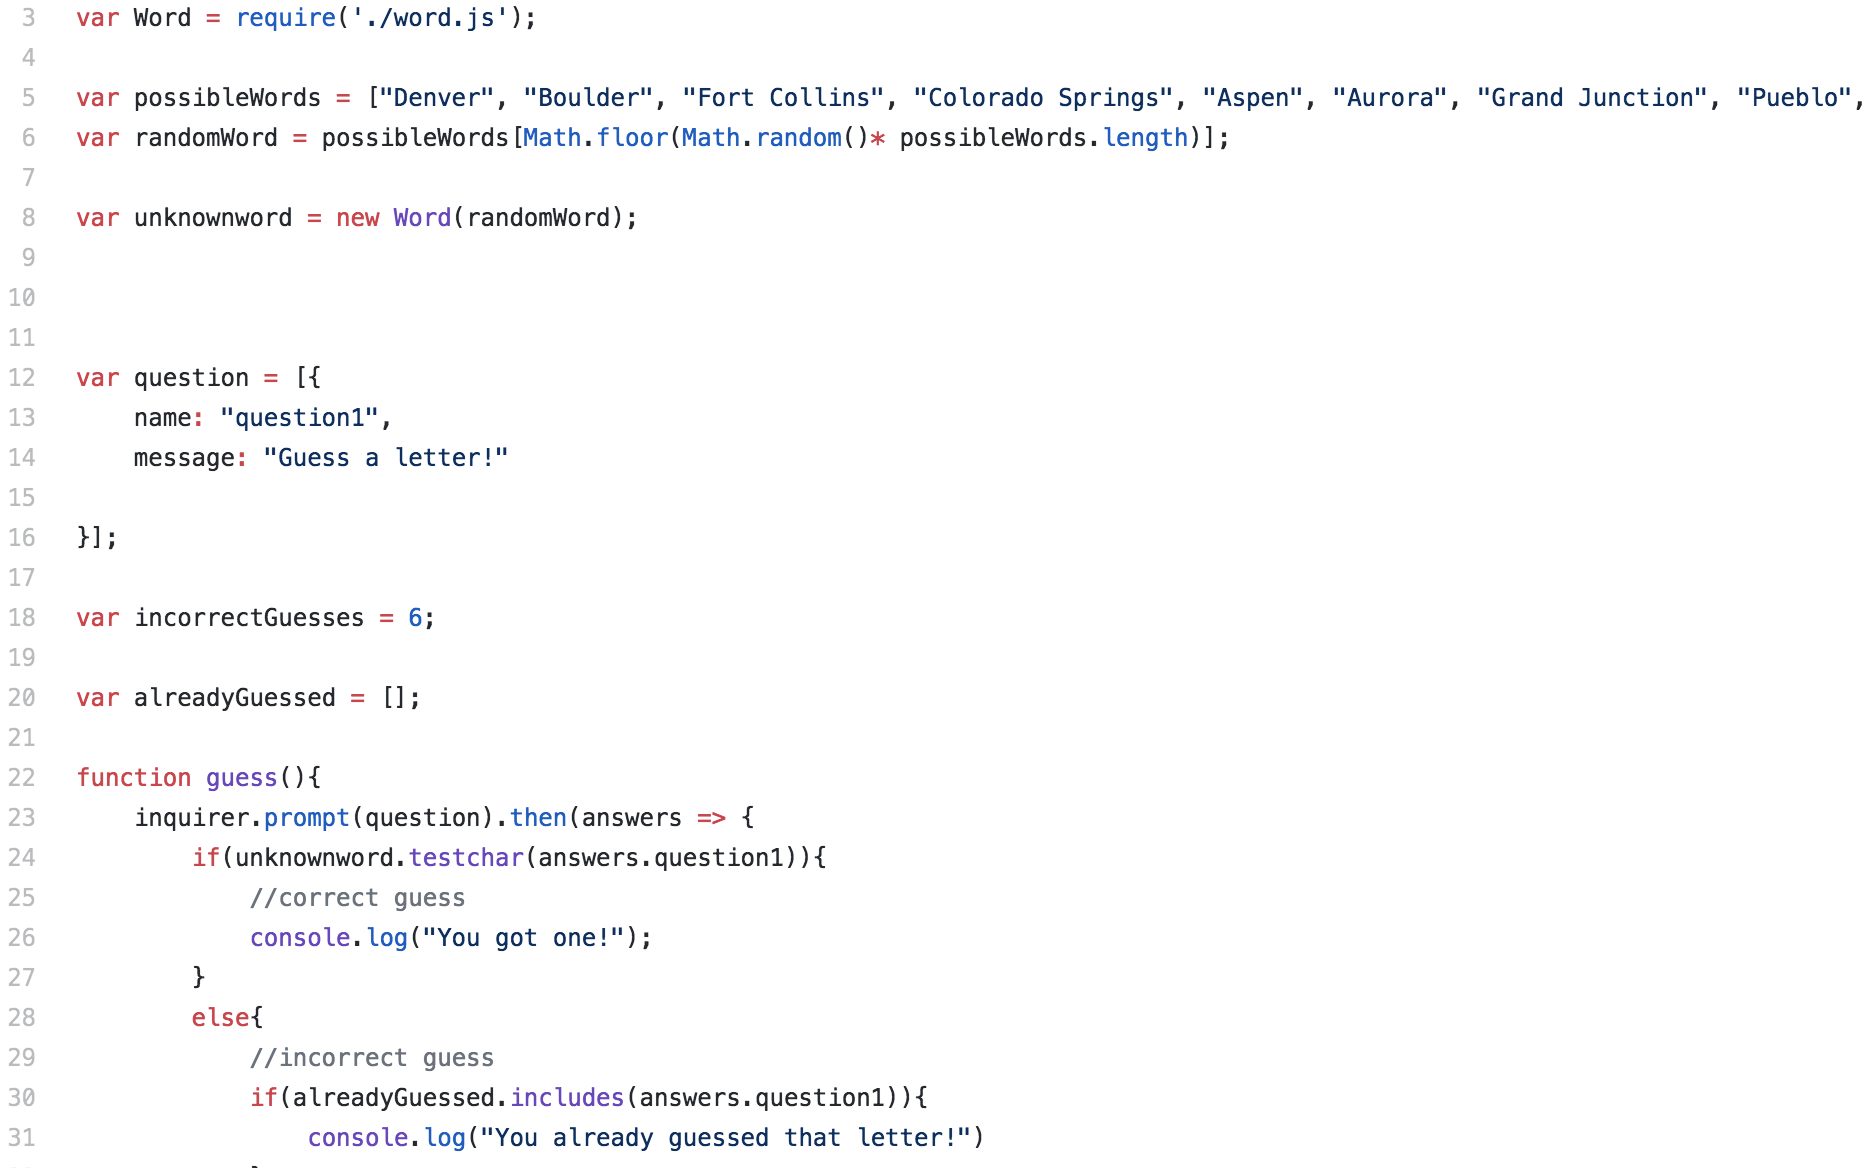 3 var Word = require('./word.js');
4
5 var possibleWords = ["Denver", "Boulder", "Fort Collins", "Colorado Springs", "Aspen", "Aurora", "Grand Junction", "Pueblo",
6 var randomWord = possibleWords[Math.floor(Math.random()* possibleWords.length)];
7
8 var unknownword = new Word(randomWord);
9
10
11
12 var question = [{
13     name: "question1",
14     message: "Guess a letter!"
15
16 }];
17
18 var incorrectGuesses = 6;
19
20 var alreadyGuessed = [];
21
22 function guess(){
23     inquirer.prompt(question).then(answers => {
24         if(unknownword.testchar(answers.question1)){
25             //correct guess
26             console.log("You got one!");
27         }
28         else{
29             //incorrect guess
30             if(alreadyGuessed.includes(answers.question1)){
31                 console.log("You already guessed that letter!")